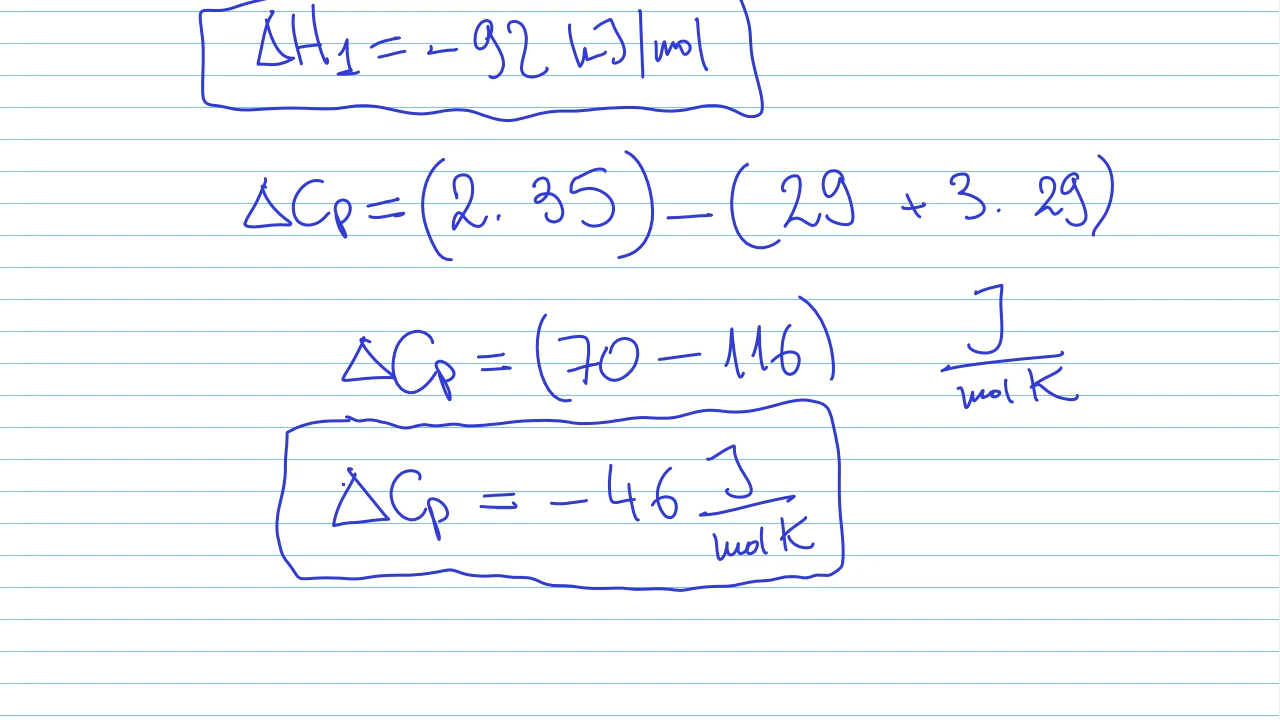 ΔH₁ = - 92 kJ/mol
ΔCp = (2. 35) - (29 + 3. 29)
ΔCp = (70 - 116) J/mol K
ΔCp = - 46 J/mol K